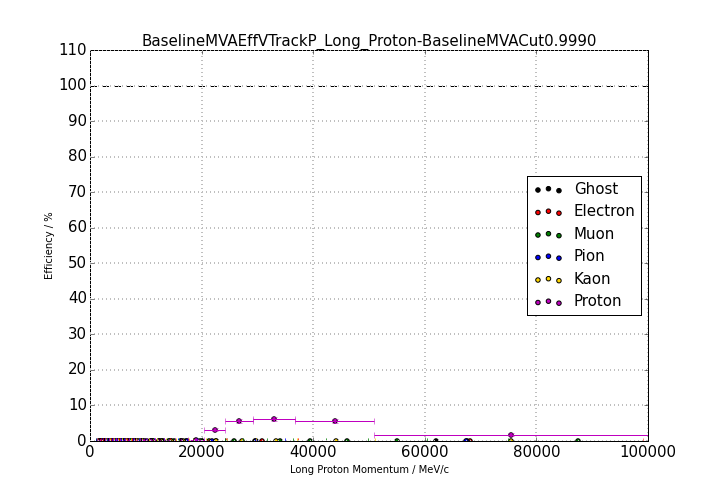 BaselineMVAEffVTrackP_Long_Proton-BaselineMVACut0.9990
110
100
90
80
70
60
50
40
30
20
10
0
Efficiency / %
Ghost
Electron
Muon
Pion
Kaon
Proton
0 20000 40000 60000 80000 100000
Long Proton Momentum / MeV/c